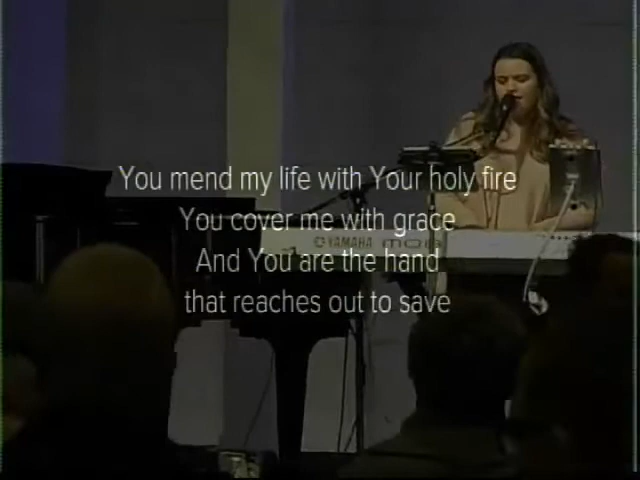 You mend my life with Your holy fire
You cover me with grace
YAMAHA MO8
And You are the hand
that reaches out to save